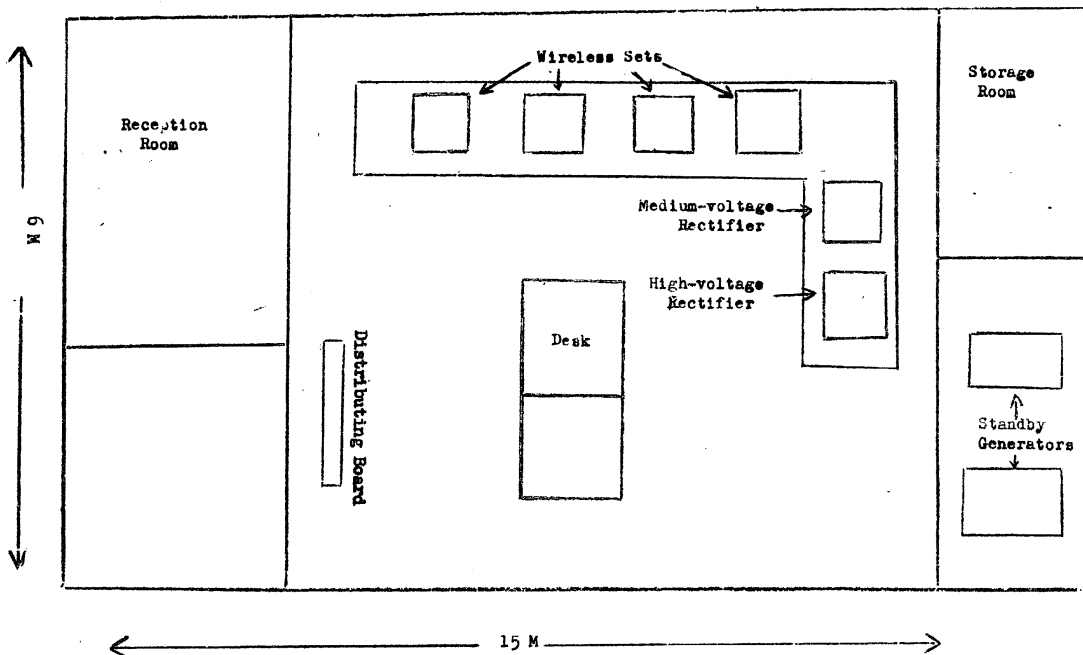 Wireless Sets
Storage
Room
Reception
Room
Medium-voltage
Rectifier
High-voltage
Rectifier
6 M
Desk
Distributing Board
Standby
Generators
15 M